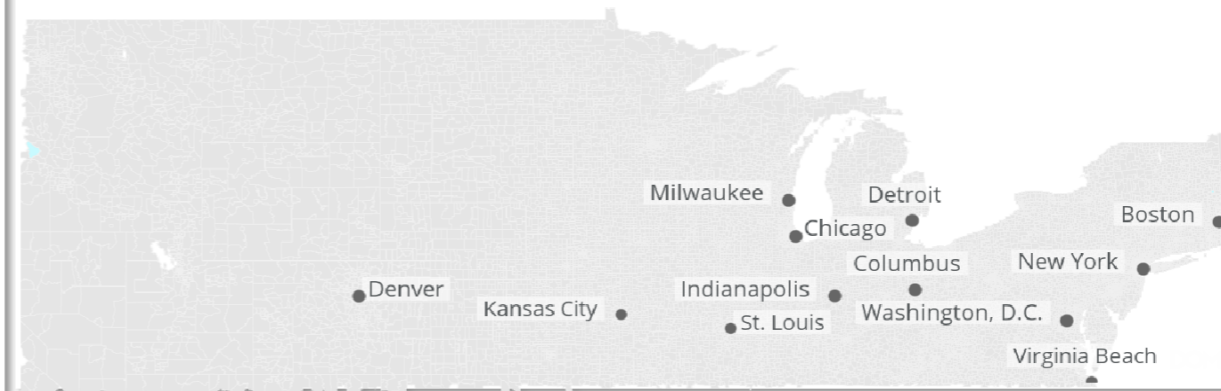 Milwaukee
Detroit
Boston
Chicago
Columbus
New York
Denver
Indianapolis
Kansas City
Washington, D.C.
St. Louis
Virginia Beach